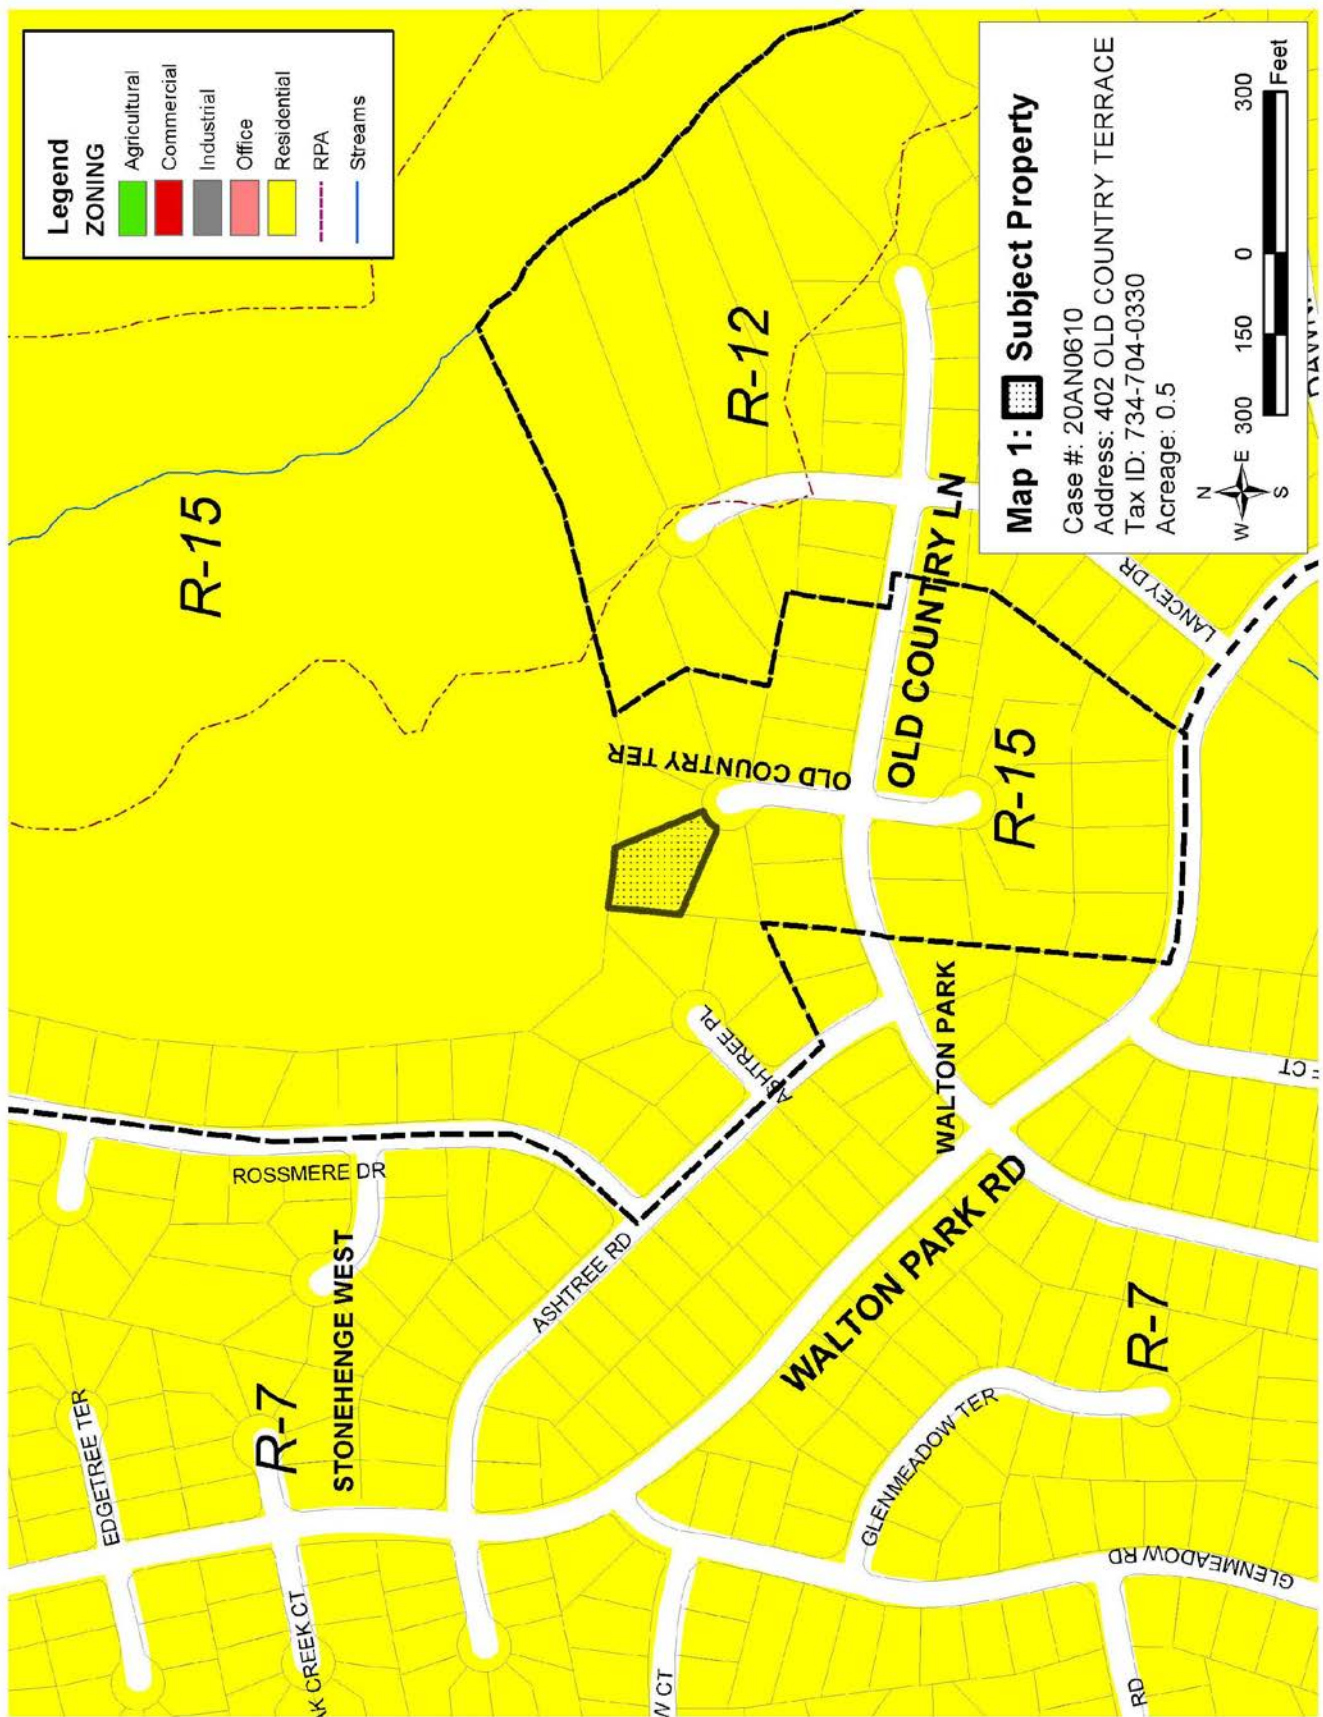 Legend
ZONING
Agricultural
Commercial
Industrial
Office
Residential
RPA
Streams
R-15
R-12
OLD COUNTRY TER
OLD COUNTRY LN
LANCEY DR
R-15
ROSSMERE DR
STONEHENGE WEST
EDGETREE TER
R-7
ASHTREE PL
ASHTREE RD
WALTON PARK
WALTON PARK RD
CT
GLENMEADOW TER
R-7
GLENMEADOW RD
CREEK CT
CT
RD
Map 1: Subject Property
Case #: 20AN0610
Address: 402 OLD COUNTRY TERRACE
Tax ID: 734-704-0330
Acreage: 0.5
N
W E
S
300 150 0 300
Feet